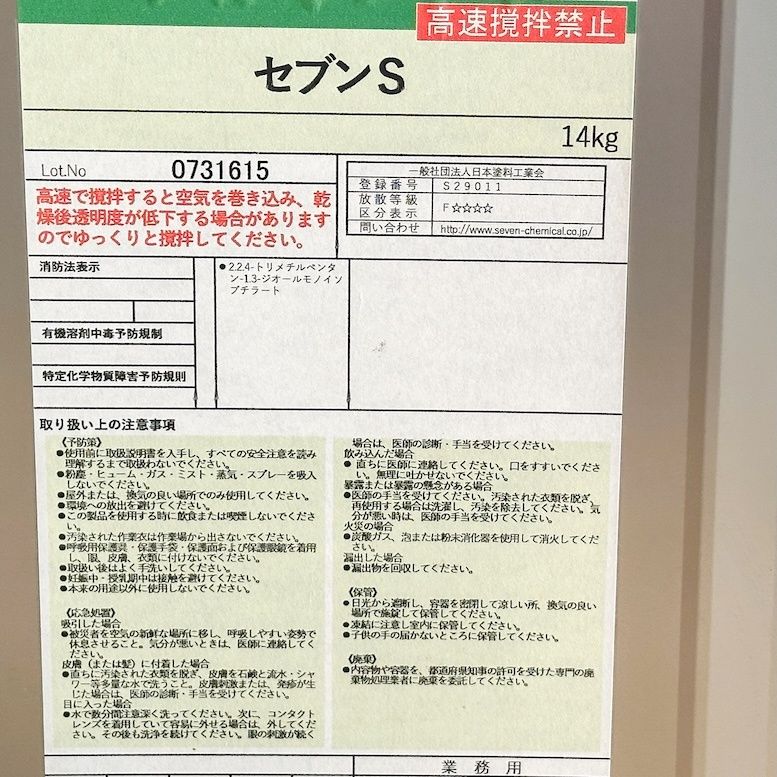 高速撹拌禁止
セブンS
14kg
Lot.No 0731615
高速で撹拌すると空気を巻き込み、乾
燥後透明度が低下する場合があります
のでゆっくりと撹拌してください。
一般社団法人日本塗料工業会
登録番号 S29011
放散等級
区分表示 F☆☆☆☆
問い合わせ http://www.seven-chemical.co.jp/
消防法表示
有機溶剤中毒予防規制
特定化学物質障害予防規則
●2.2.4-トリメチルペンタ
ン-1.3-ジオールモノイソ
ブチラート
取り扱い上の注意事項
《予防策》
●使用前に取扱説明書を入手し、すべての安全注意を読み
理解するまで取扱わないでください。
●粉塵・ヒューム・ガス・ミスト・蒸気・スプレーを吸入
しないでください。
●屋外または、換気の良い場所でのみ使用してください。
●環境への放出を避けてください。
●この製品を使用する時に飲食または喫煙しないでくださ
い。
●汚染された作業衣は作業場から出さないでください。
●呼吸用保護具・保護手袋・保護面および保護眼鏡を着用
し、眼、皮膚、衣類に付けないでください。
●取扱い後はよく手洗いしてください。
●妊娠中・授乳期中は接触を避けてください。
●本来の用途以外に使用しないでください。
《応急処置》
吸引した場合
●被災者を空気の新鮮な場所に移し、呼吸しやすい姿勢で
休息させること。気分が悪いときは、医師に連絡してく
ださい。
皮膚（または髪）に付着した場合
●直ちに汚染された衣類を脱ぎ、皮膚を石鹸と流水・シャ
ワー等多量な水で洗うこと。皮膚刺激または、発疹が生
じた場合は、医師の診断・手当を受けてください。
目に入った場合
●水で数分間注意深く洗ってください。次に、コンタクト
レンズを着用していて容易に外せる場合は、外してくだ
さい。その後も洗浄を続けてください。眼の刺激が続く
場合は、医師の診断・手当を受けてください。
飲み込んだ場合
●直ちに医師に連絡してください。口をすすいでくださ
い。無理に吐かせないでください。
暴露または暴露の懸念がある場合
●医師の手当を受けてください。汚染された衣類を脱ぎ、
再使用する場合は洗濯し、汚染を除去してください。気
分が悪い時は、医師の手当を受けてください。
火災の場合
●炭酸ガス、泡または粉末消化器を使用して消火してくだ
さい。
漏出した場合
●漏出物を回収してください。
《保管》
●日光から遮断し、容器を密閉して涼しい所、換気の良い
場所で施錠して保管してください。
●凍結に注意し室内に保管してください。
●子供の手の届かないところに保管してください。
《廃棄》
●内容物や容器を、都道府県知事の許可を受けた専門の廃
棄物処理業者に廃棄を委託してください。
業務用